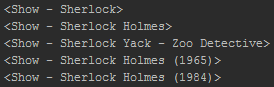 <Show - Sherlock>
<Show - Sherlock Holmes>
<Show - Sherlock Yack - Zoo Detective>
<Show - Sherlock Holmes (1965)>
<Show - Sherlock Holmes (1984)>